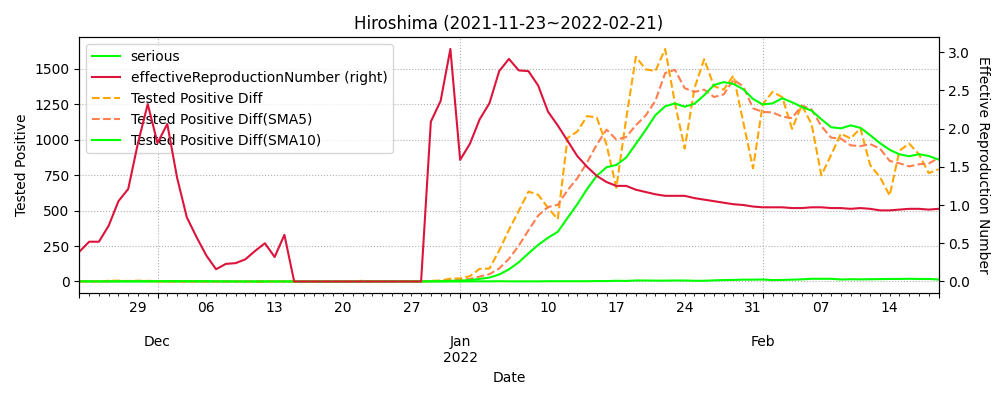 Hiroshima (2021-11-23~2022-02-21)
serious
effectiveReproductionNumber (right)
Tested Positive Diff
Tested Positive Diff(SMA5)
Tested Positive Diff(SMA10)
Tested Positive
1500
1250
1000
750
500
250
0
3.0
2.5
2.0
1.5
1.0
0.5
0.0
Effective Reproduction Number
29 06 13 20 27 03 10 17 24 31 07 14
Dec Jan Feb
2022
Date